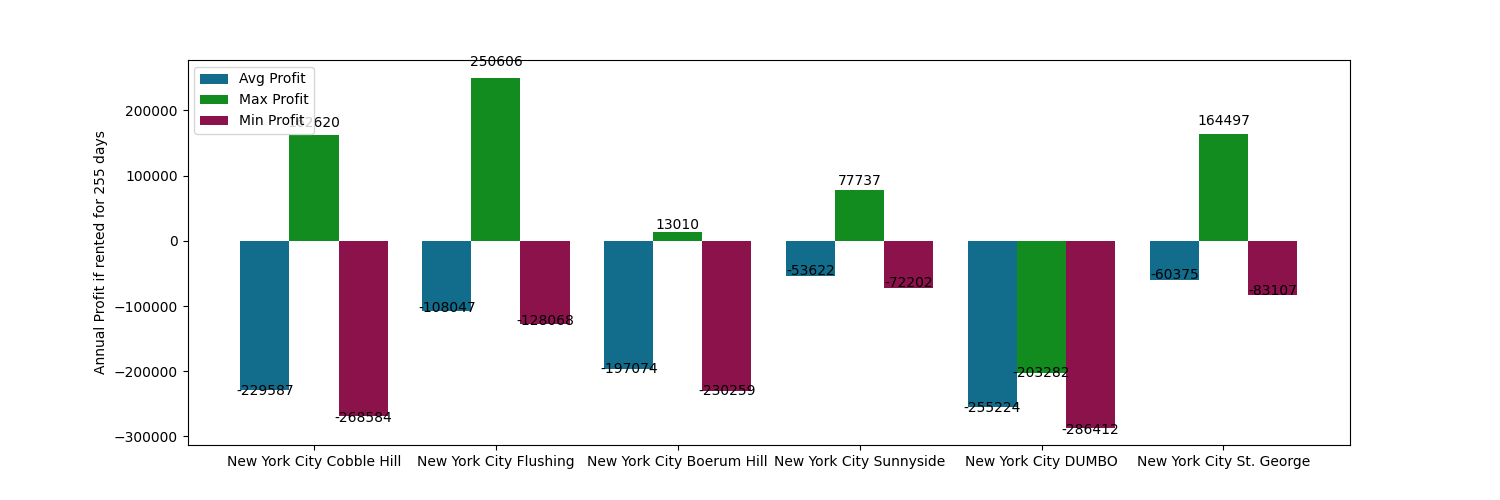 250606
Avg Profit
Max Profit
Min Profit
164497
77737
13010
200000
100000
0
−100000
−200000
−300000
Annual Profit if rented for 255 days
-53622
-72202
-60375
-83107
-108047
-128068
-197074
-203282
-229587
-230259
-255224
-268584
-286412
New York City Cobble Hill
New York City Flushing
New York City Boerum Hill
New York City Sunnyside
New York City DUMBO
New York City St. George